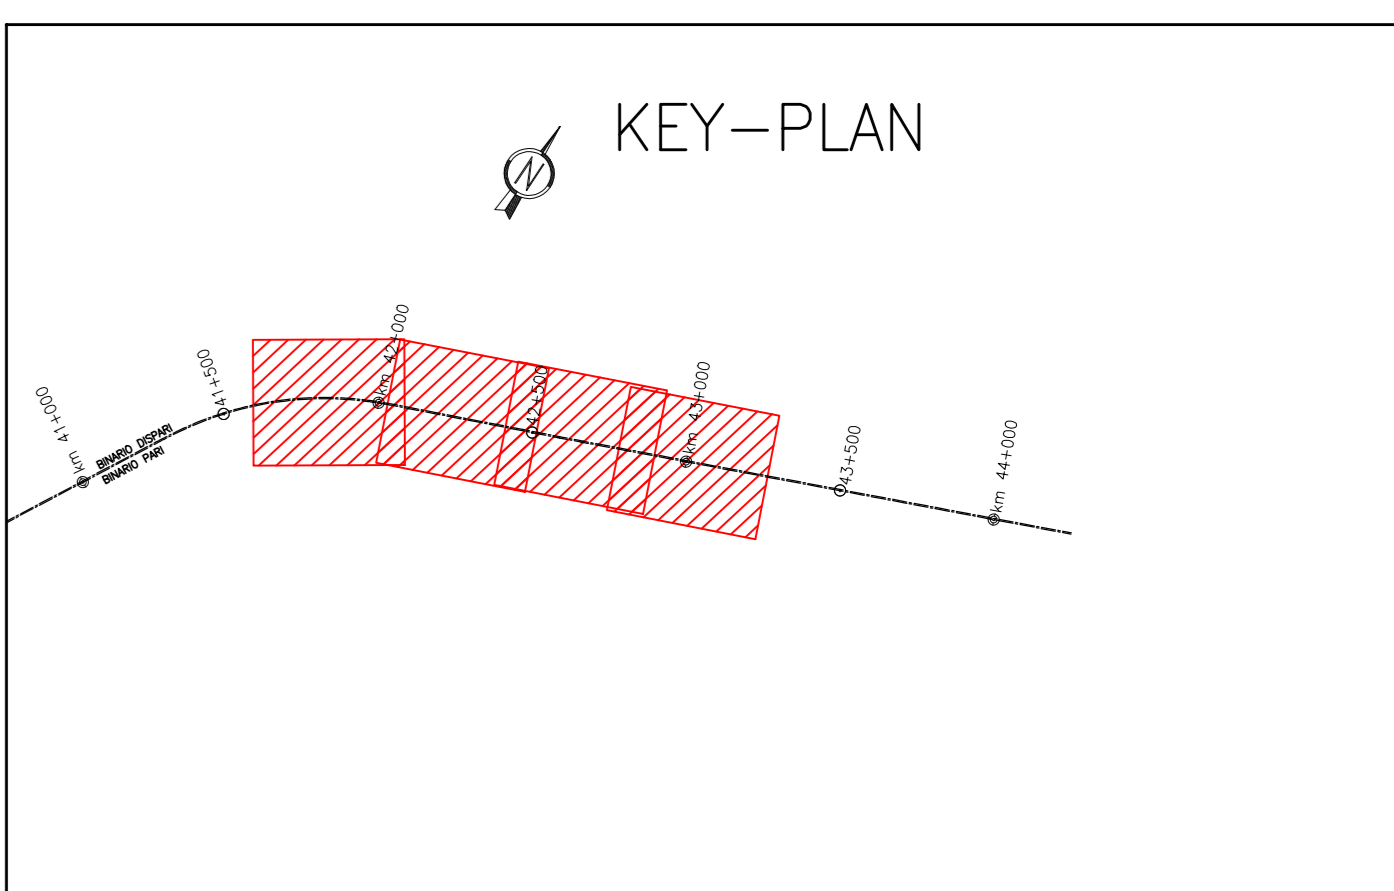 KEY-PLAN
N
km 41+000
41+500
km 42+000
42+500
km 43+000
43+500
km 44+000
BINARIO DISPARI
BINARIO PARI